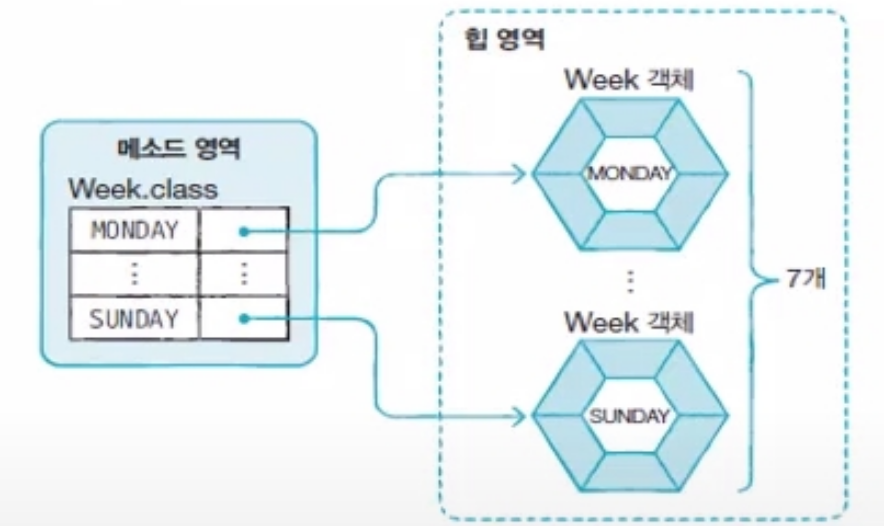 힙 영역
Week 객체
MONDAY
메소드 영역
Week.class
MONDAY
⋮ ⋮
SUNDAY
⋮
7개
Week 객체
SUNDAY